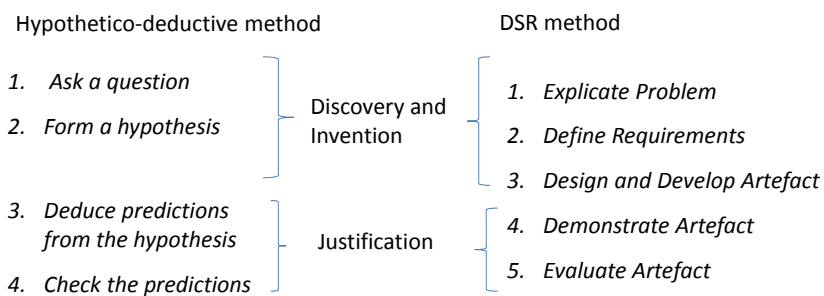 Hypothetico-deductive method
DSR method
1. Ask a question
2. Form a hypothesis
Discovery and
Invention
1. Explicate Problem
2. Define Requirements
3. Design and Develop Artefact
3. Deduce predictions
from the hypothesis
4. Check the predictions
Justification
4. Demonstrate Artefact
5. Evaluate Artefact